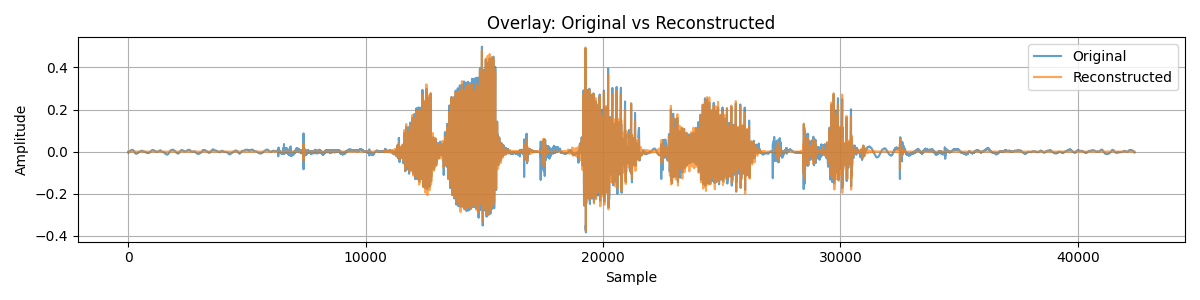 Overlay: Original vs Reconstructed
Original
Reconstructed
Amplitude
0.4
0.2
0.0
−0.2
−0.4
0 10000 20000 30000 40000
Sample